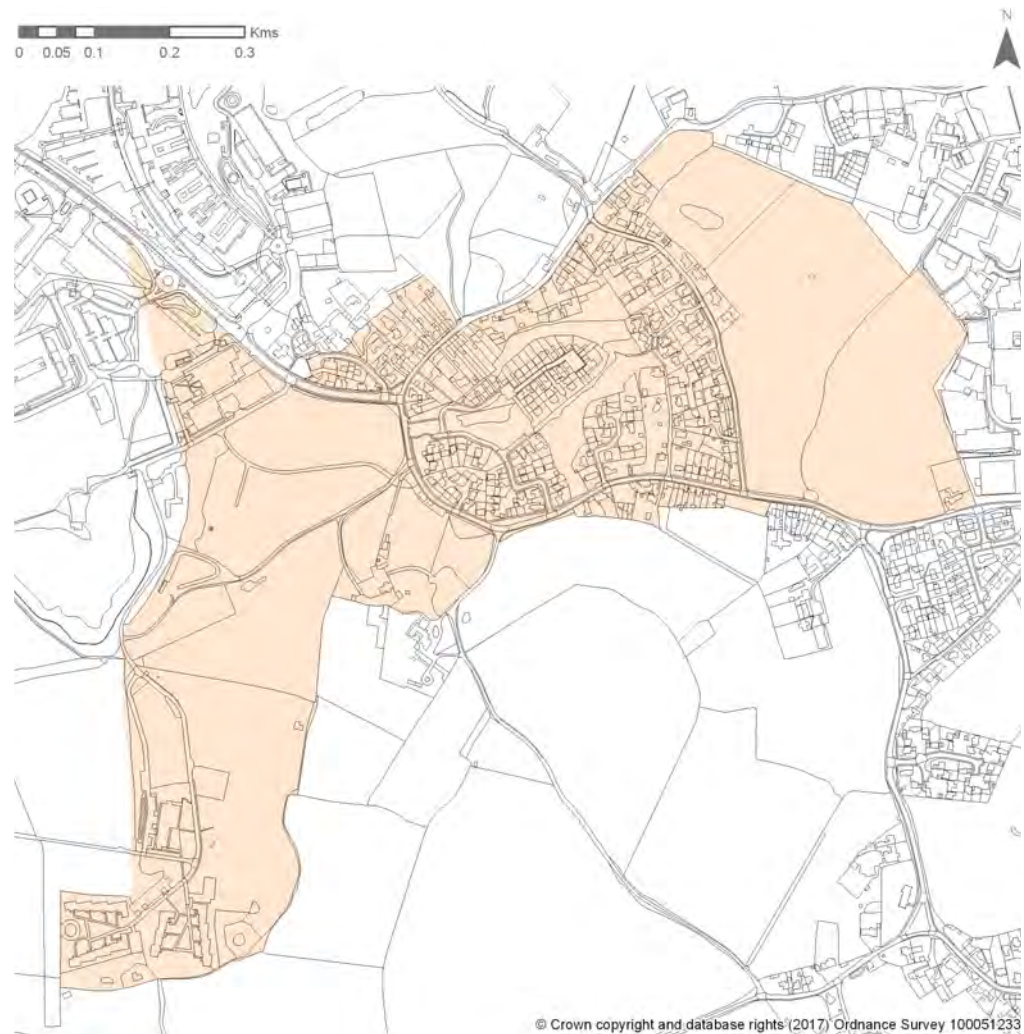 Kms
0 0.05 0.1 0.2 0.3
N
© Crown copyright and database rights (2017) Ordnance Survey 100051233